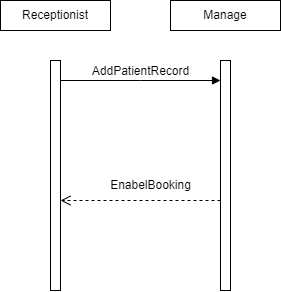 Receptionist
Manage
AddPatientRecord
EnabelBooking